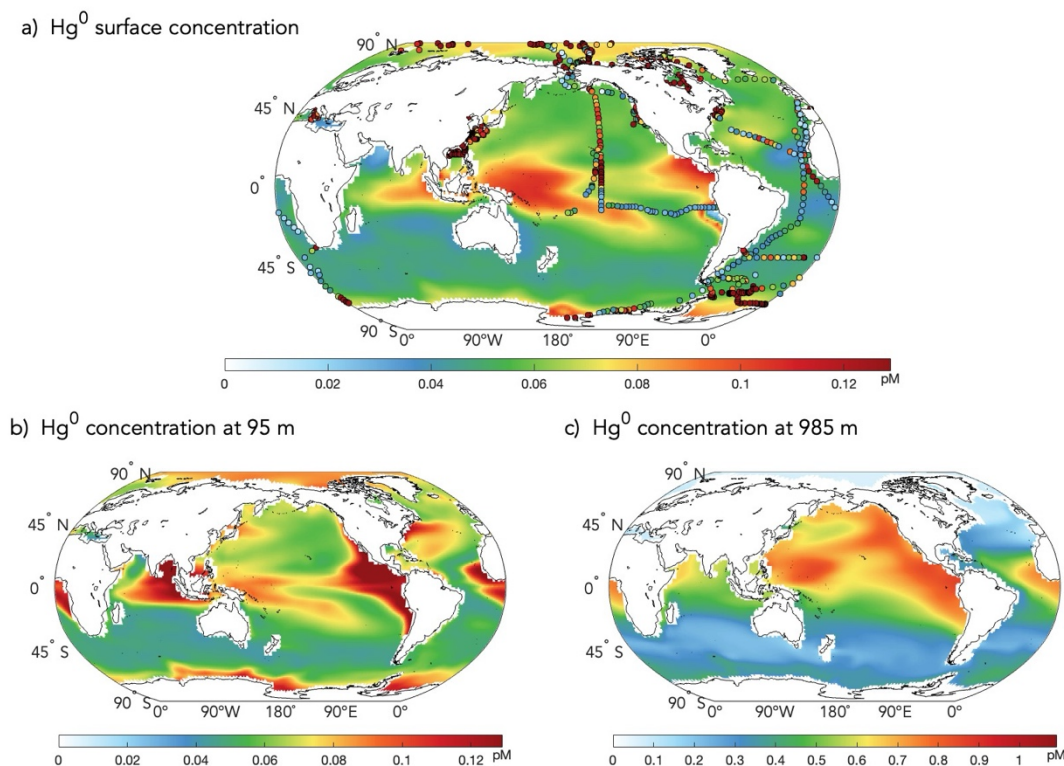 a) Hg⁰ surface concentration
90° N
45° N
0°
45° S
90° S
0° 90°W 180° 90°E 0°
0 0.02 0.04 0.06 0.08 0.1 0.12 pM
b) Hg⁰ concentration at 95 m
90° N
45° N
0°
45° S
90° S
0° 90°W 180° 90°E 0°
0 0.02 0.04 0.06 0.08 0.1 0.12 pM
c) Hg⁰ concentration at 985 m
90° N
45° N
0°
45° S
90° S
0° 90°W 180° 90°E 0°
0 0.1 0.2 0.3 0.4 0.5 0.6 0.7 0.8 0.9 1 pM